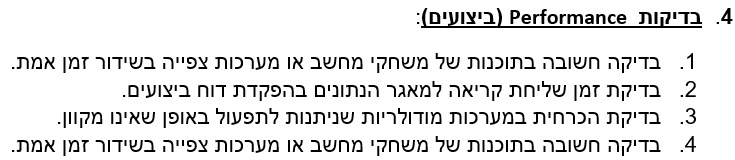 4. בדיקות Performance (ביצועים):
1. בדיקה חשובה בתוכנות של משחקי מחשב או מערכות צפייה בשידור זמן אמת.
2. בדיקת זמן שליחת קריאה למאגר הנתונים בהפקדת דוח ביצועים.
3. בדיקת הכרחית במערכות מודולריות שניתנות לתפעול באופן שאינו מקוון.
4. בדיקה חשובה בתוכנות של משחקי מחשב או מערכות צפייה בשידור זמן אמת.